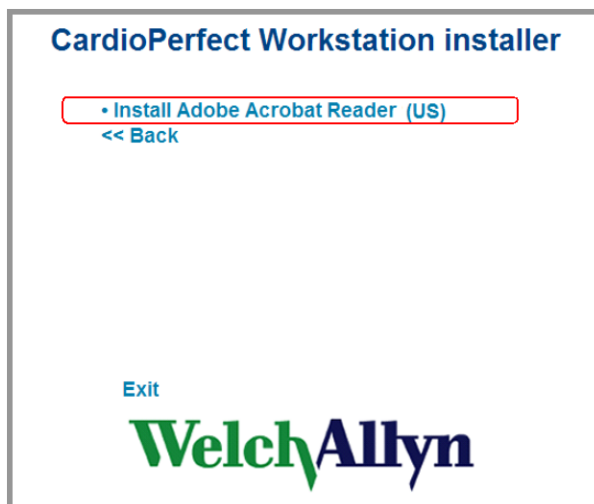 CardioPerfect Workstation installer
• Install Adobe Acrobat Reader (US)
<< Back
Exit
WelchAllyn